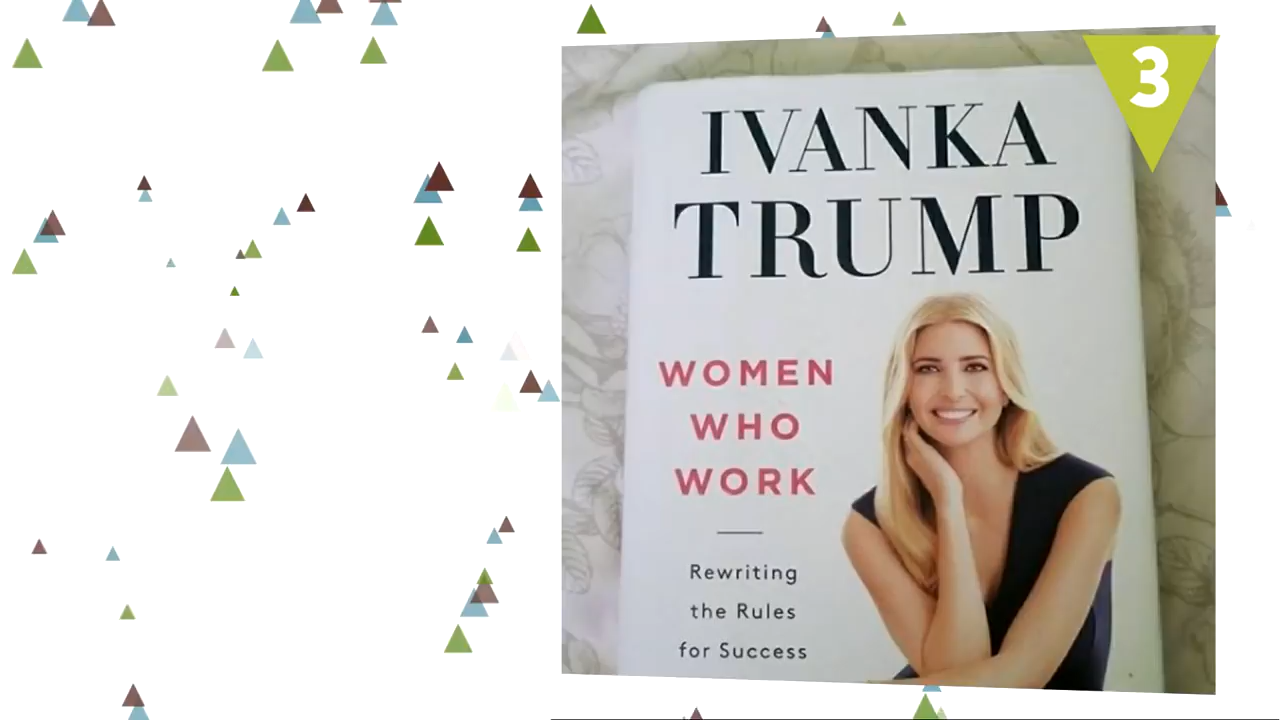 3
IVANKA
TRUMP
WOMEN
WHO
WORK
Rewriting
the Rules
for Success